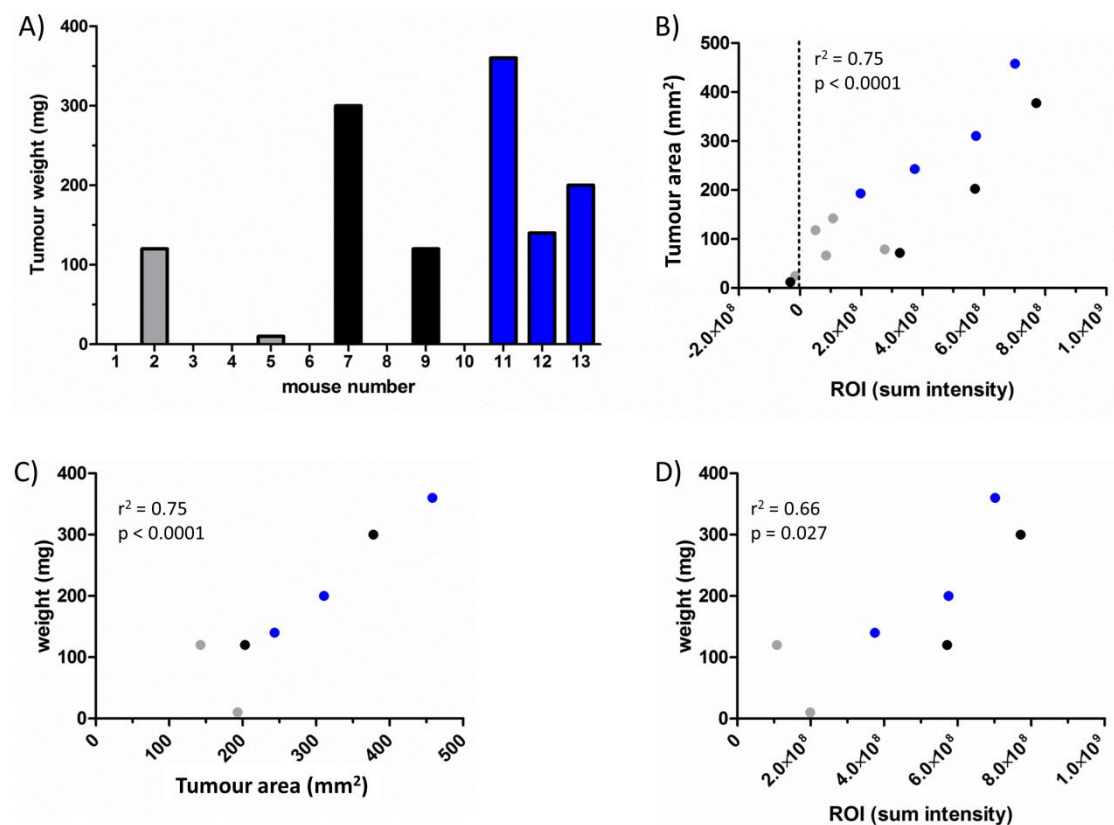 A)
400
300
200
100
0
Tumour weight (mg)
1 2 3 4 5 6 7 8 9 10 11 12 13
mouse number
B)
r² = 0.75
p < 0.0001
500
400
300
200
100
0
Tumour area (mm²)
-2.0×10⁸ 0 2.0×10⁸ 4.0×10⁸ 6.0×10⁸ 8.0×10⁸ 1.0×10⁹
ROI (sum intensity)
C)
r² = 0.75
p < 0.0001
400
300
200
100
0
weight (mg)
0 100 200 300 400 500
Tumour area (mm²)
D)
r² = 0.66
p = 0.027
400
300
200
100
0
weight (mg)
0 2.0×10⁸ 4.0×10⁸ 6.0×10⁸ 8.0×10⁸ 1.0×10⁹
ROI (sum intensity)